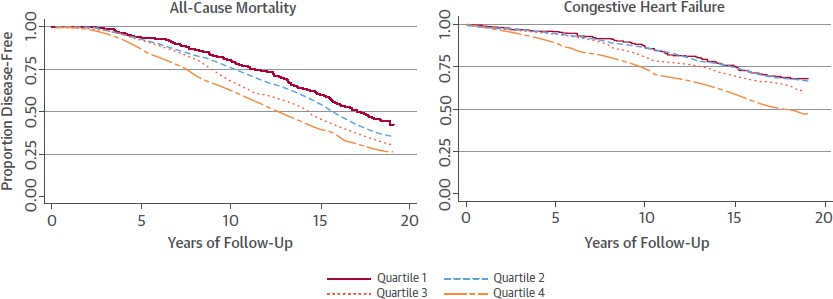 All-Cause Mortality
Proportion Disease-Free
1.00
0.75
0.50
0.25
0.00
0 5 10 15 20
Years of Follow-Up
Congestive Heart Failure
1.00
0.75
0.50
0.25
0.00
0 5 10 15 20
Years of Follow-Up
Quartile 1 Quartile 2
Quartile 3 Quartile 4